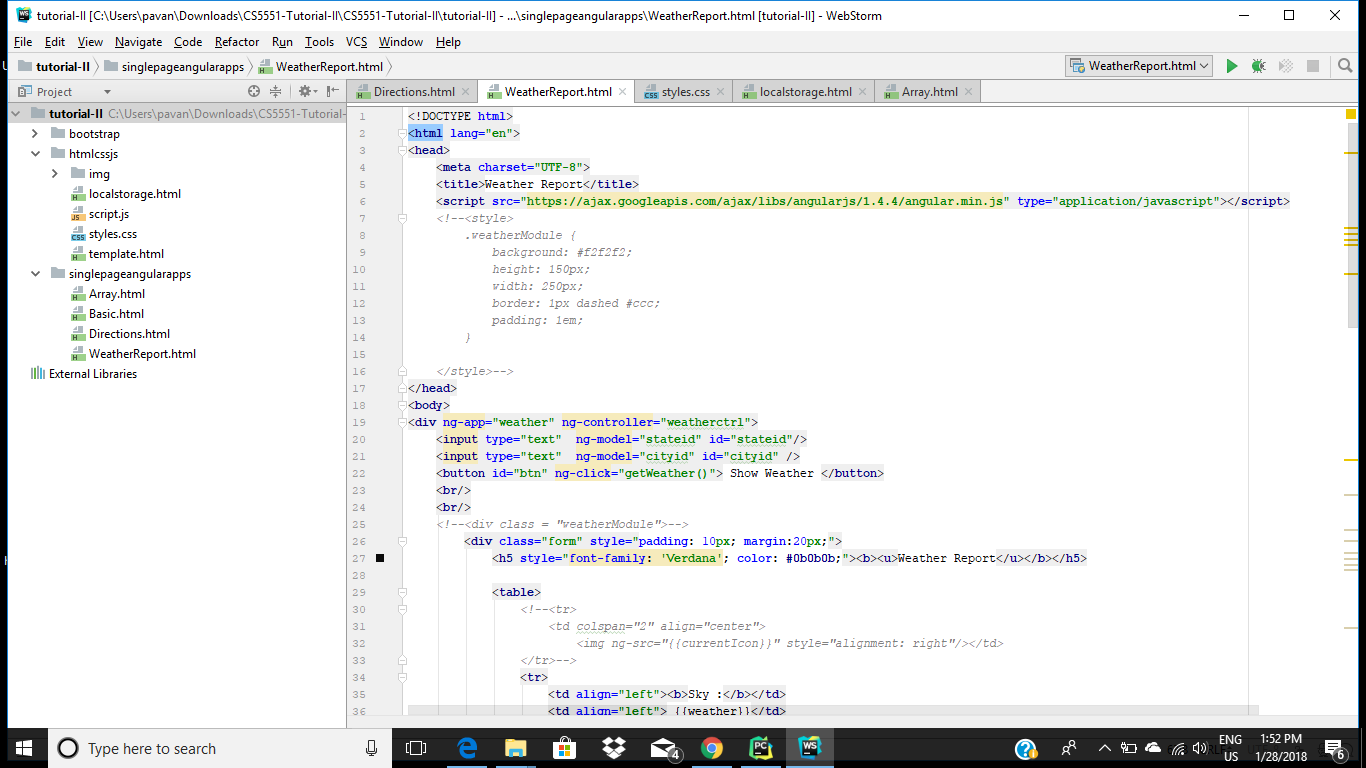 tutorial-II [C:\Users\pavan\Downloads\CS5551-Tutorial-II\CS5551-Tutorial-II\tutorial-II] - ...\singlepageangularapps\WeatherReport.html [tutorial-II] - WebStorm
File Edit View Navigate Code Refactor Run Tools VCS Window Help
tutorial-II singlepageangularapps WeatherReport.html WeatherReport.html
Project
Directions.html WeatherReport.html styles.css localstorage.html Array.html
tutorial-II C:\Users\pavan\Downloads\CS5551-Tutorial-
bootstrap
htmlcssjs
img
localstorage.html
script.js
styles.css
template.html
singlepageangularapps
Array.html
Basic.html
Directions.html
WeatherReport.html
External Libraries
1 <!DOCTYPE html>
2 <html lang="en">
3 <head>
4 <meta charset="UTF-8">
5 <title>Weather Report</title>
6 <script src="https://ajax.googleapis.com/ajax/libs/angularjs/1.4.4/angular.min.js" type="application/javascript"></script>
7 <!--<style>
8 .weatherModule {
9 background: #f2f2f2;
10 height: 150px;
11 width: 250px;
12 border: 1px dashed #ccc;
13 padding: 1em;
14 }
15
16 </style>-->
17 </head>
18 <body>
19 <div ng-app="weather" ng-controller="weatherctrl">
20 <input type="text"  ng-model="stateid" id="stateid"/>
21 <input type="text"  ng-model="cityid" id="cityid" />
22 <button id="btn" ng-click="getWeather()"> Show Weather </button>
23 <br/>
24 <br/>
25 <!--<div class = "weatherModule">-->
26 <div class="form" style="padding: 10px; margin:20px;">
27 <h5 style="font-family: 'Verdana'; color: #0b0b0b;"><b><u>Weather Report</u></b></h5>
28
29 <table>
30 <!--<tr>
31 <td colspan="2" align="center">
32 <img ng-src="{{currentIcon}}" style="alignment: right"/></td>
33 </tr>-->
34 <tr>
35 <td align="left"><b>Sky :</b></td>
36 <td align="left"> {{weather}}</td>
Type here to search
4
PC
WS
ENG
US
1:52 PM
1/28/2018
6